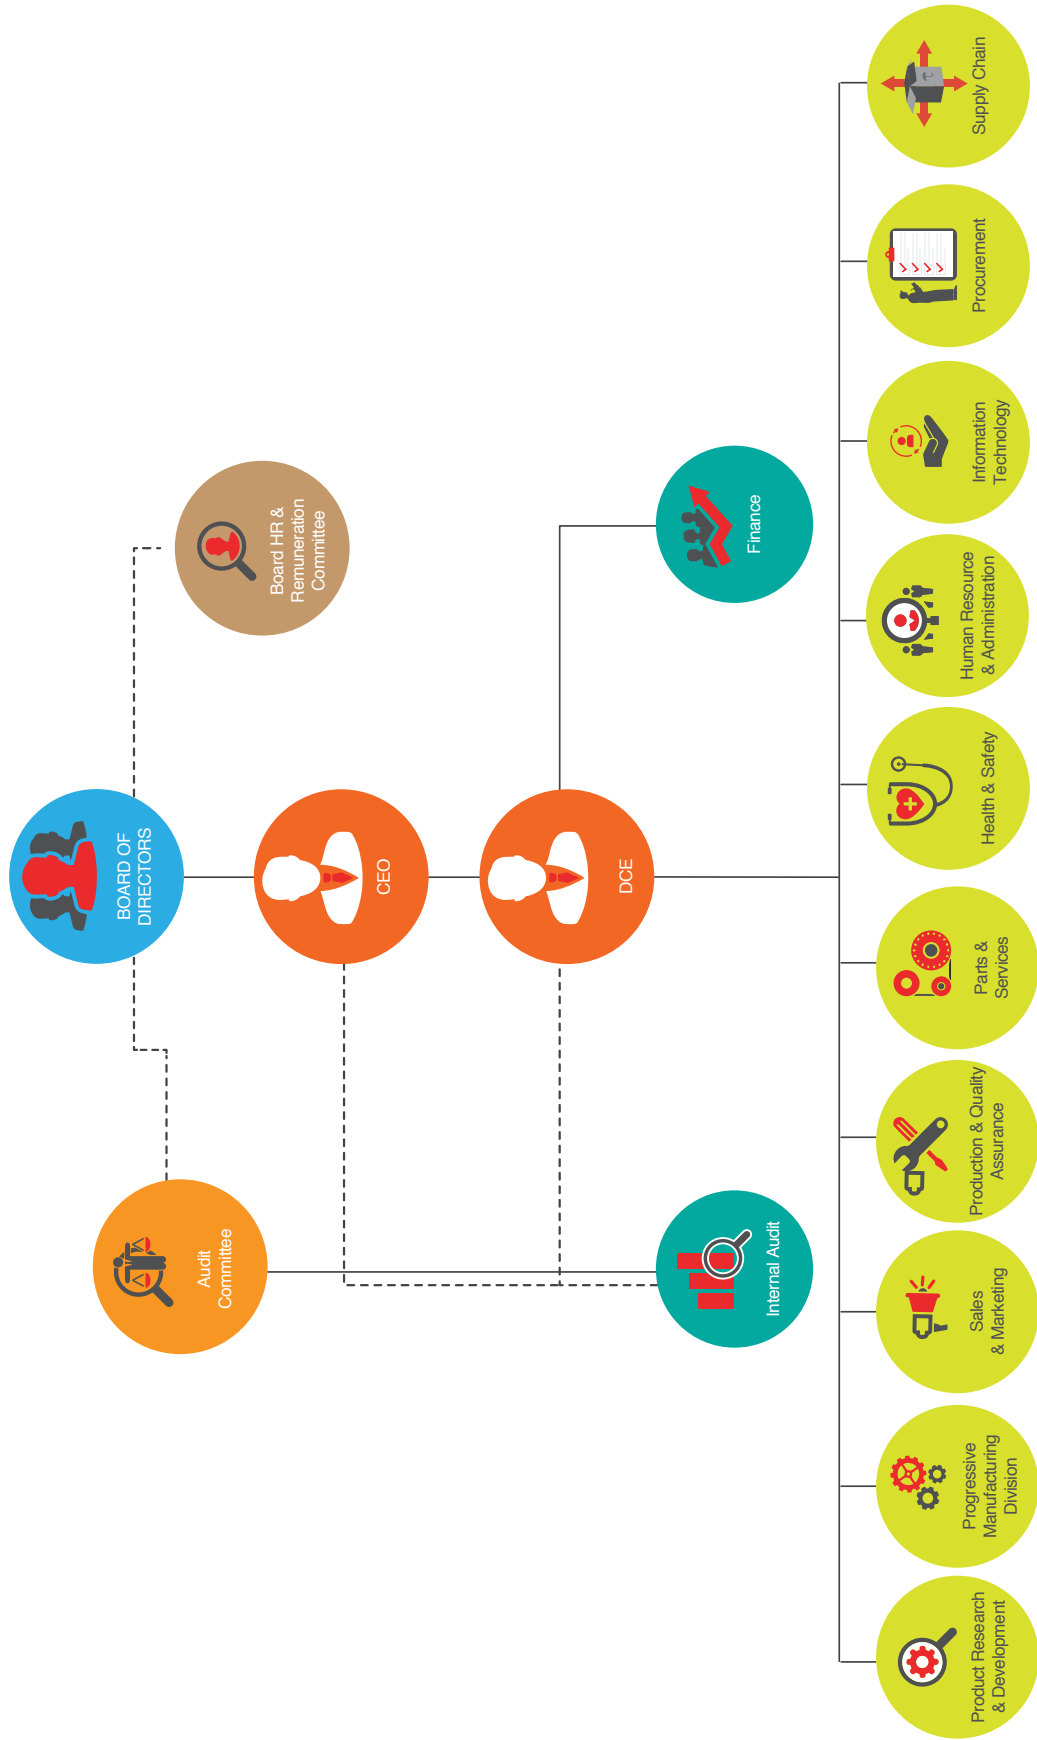 BOARD OF
DIRECTORS
Audit
Committee
Board HR &
Remuneration
Committee
CEO
DCE
Internal Audit
Finance
Product Research
& Development
Progressive
Manufacturing
Division
Sales
& Marketing
Production & Quality
Assurance
Parts &
Services
Health & Safety
Human Resource
& Administration
Information
Technology
Procurement
Supply Chain